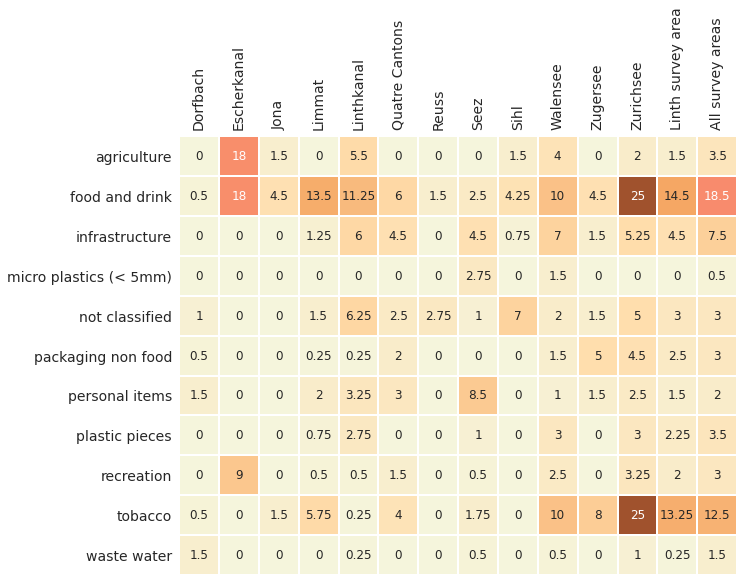 Dorfbach Escherkanal Jona Limmat Linthkanal Quatre Cantons Reuss Seez Sihl Walensee Zugersee Zurichsee Linth survey area All survey areas
agriculture 0 18 1.5 0 5.5 0 0 0 1.5 4 0 2 1.5 3.5
food and drink 0.5 18 4.5 13.5 11.25 6 1.5 2.5 4.25 10 4.5 25 14.5 18.5
infrastructure 0 0 0 1.25 6 4.5 0 4.5 0.75 7 1.5 5.25 4.5 7.5
micro plastics (< 5mm) 0 0 0 0 0 0 0 2.75 0 1.5 0 0 0 0.5
not classified 1 0 0 1.5 6.25 2.5 2.75 1 7 2 1.5 5 3 3
packaging non food 0.5 0 0 0.25 0.25 2 0 0 0 1.5 5 4.5 2.5 3
personal items 1.5 0 0 2 3.25 3 0 8.5 0 1 1.5 2.5 1.5 2
plastic pieces 0 0 0 0.75 2.75 0 0 1 0 3 0 3 2.25 3.5
recreation 0 9 0 0.5 0.5 1.5 0 0.5 0 2.5 0 3.25 2 3
tobacco 0.5 0 1.5 5.75 0.25 4 0 1.75 0 10 8 25 13.25 12.5
waste water 1.5 0 0 0 0.25 0 0 0.5 0 0.5 0 1 0.25 1.5